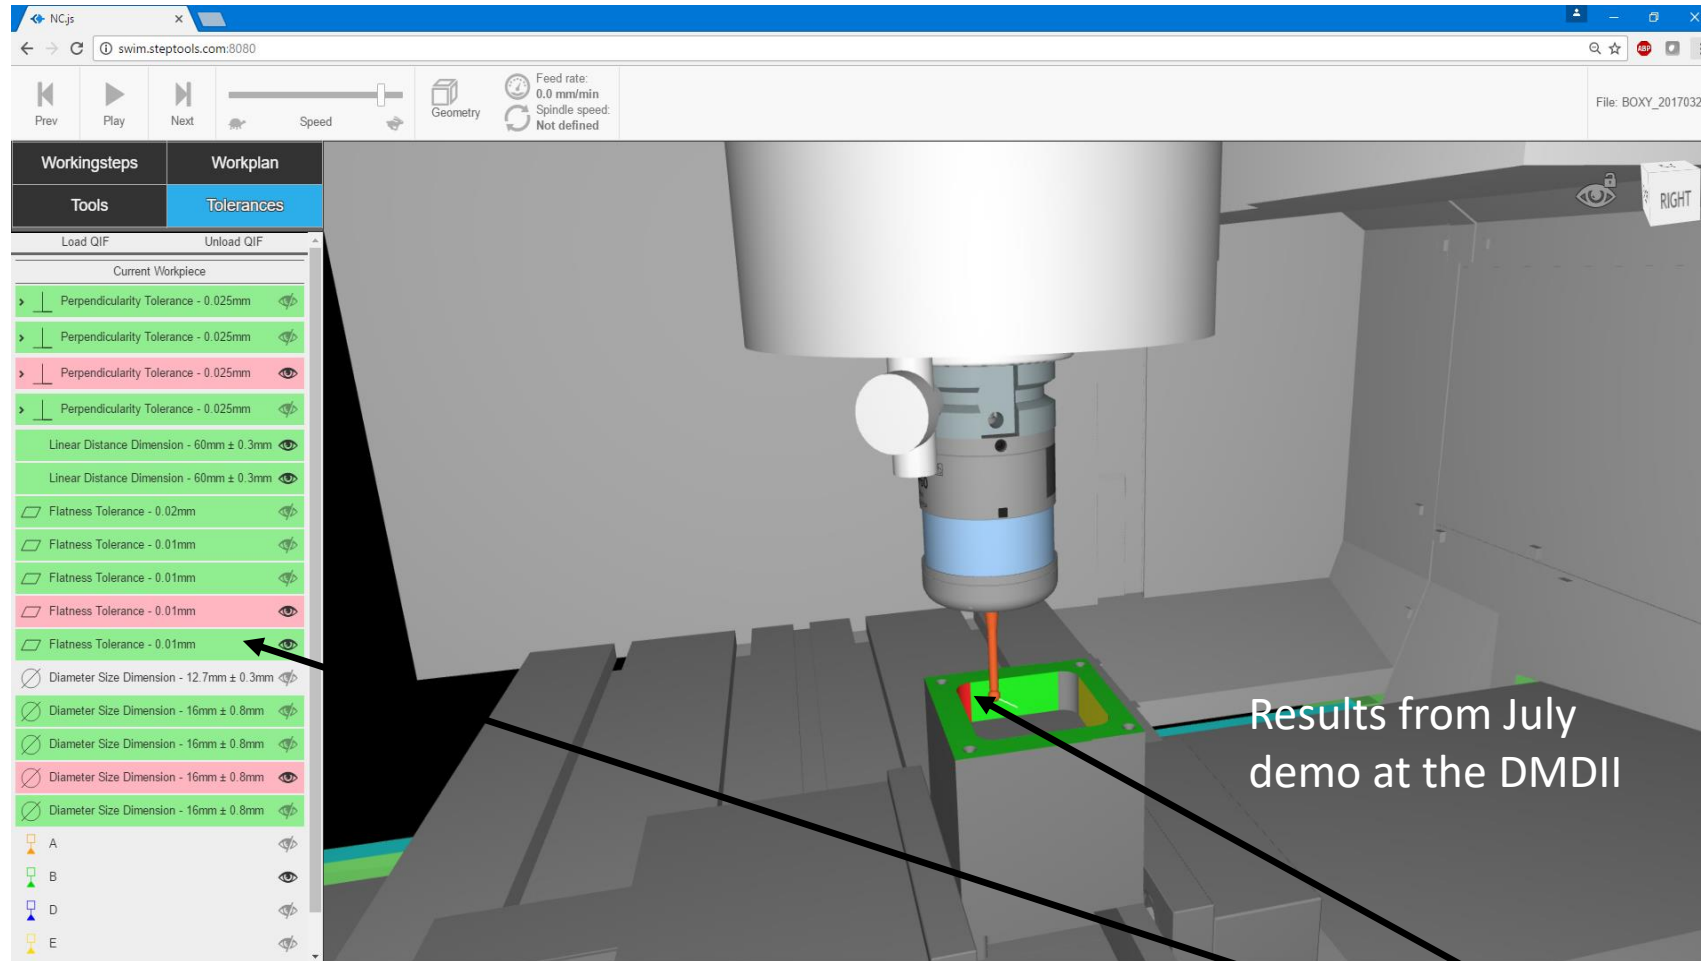 NC.js
swim.steptools.com:8080
ABP
Prev
Play
Next
Speed
Geometry
Feed rate:
0.0 mm/min
Spindle speed:
Not defined
File: BOXY_2017032
Workingsteps
Workplan
Tools
Tolerances
Load QIF
Unload QIF
Current Workpiece
Perpendicularity Tolerance - 0.025mm
Perpendicularity Tolerance - 0.025mm
Perpendicularity Tolerance - 0.025mm
Perpendicularity Tolerance - 0.025mm
Linear Distance Dimension - 60mm ± 0.3mm
Linear Distance Dimension - 60mm ± 0.3mm
Flatness Tolerance - 0.02mm
Flatness Tolerance - 0.01mm
Flatness Tolerance - 0.01mm
Flatness Tolerance - 0.01mm
Flatness Tolerance - 0.01mm
Diameter Size Dimension - 12.7mm ± 0.3mm
Diameter Size Dimension - 16mm ± 0.8mm
Diameter Size Dimension - 16mm ± 0.8mm
Diameter Size Dimension - 16mm ± 0.8mm
Diameter Size Dimension - 16mm ± 0.8mm
A
B
D
E
RIGHT
Results from July
demo at the DMDII